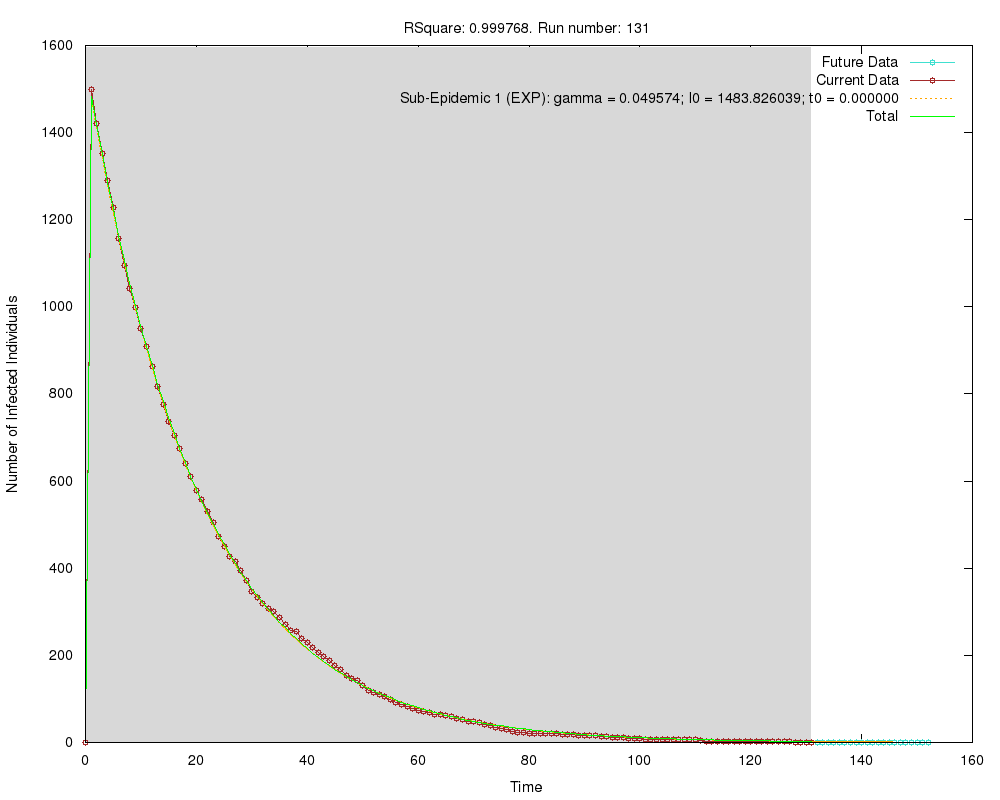 RSquare: 0.999768. Run number: 131
1600
1400
1200
1000
800
600
400
200
0
Number of Infected Individuals
Future Data
Current Data
Sub-Epidemic 1 (EXP): gamma = 0.049574; I0 = 1483.826039; t0 = 0.000000
Total
0 20 40 60 80 100 120 140 160
Time